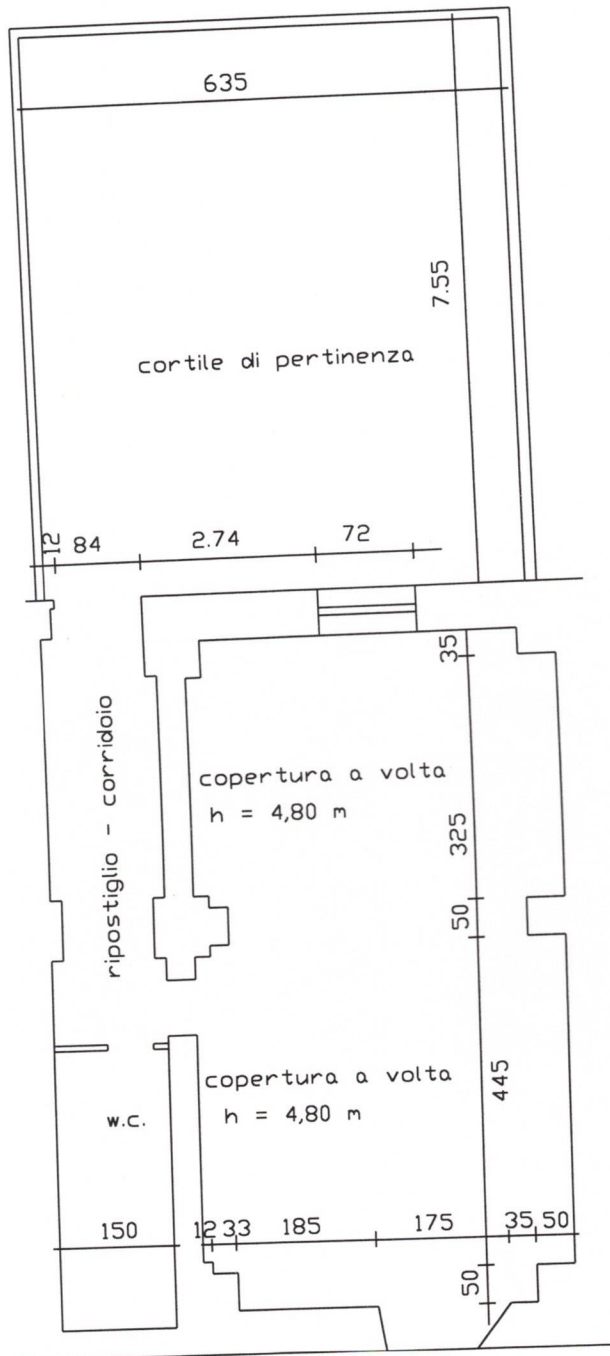 635
7.55
cortile di pertinenza
12 84 2.74 72
35
ripostiglio - corridoio
copertura a volta
h = 4,80 m
325
50
copertura a volta
h = 4,80 m
445
w.c.
150 12 33 185 175 35 50
50